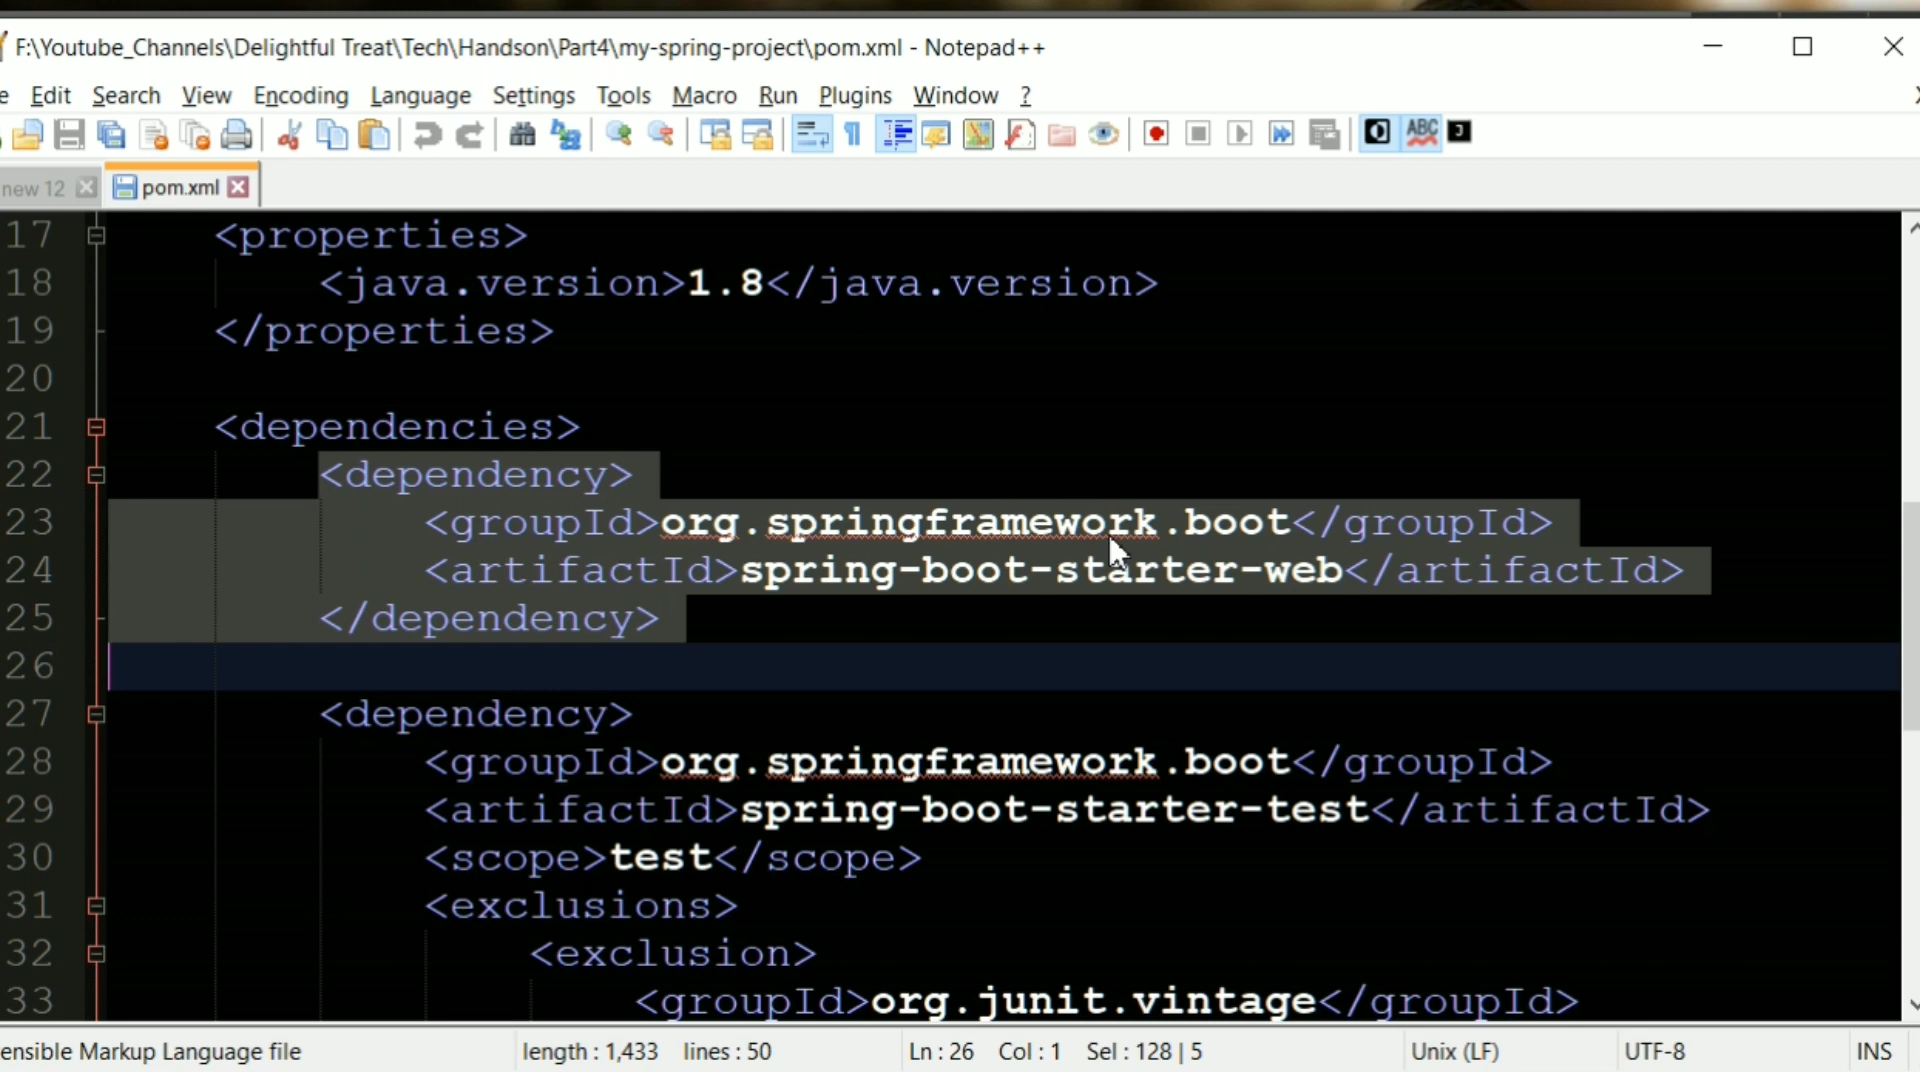 F:\Youtube_Channels\Delightful Treat\Tech\Handson\Part4\my-spring-project\pom.xml - Notepad++
e Edit Search View Encoding Language Settings Tools Macro Run Plugins Window ?
ABC
new 12 pom.xml
17 <properties>
18 <java.version>1.8</java.version>
19 </properties>
20
21 <dependencies>
22 <dependency>
23 <groupId>org.springframework.boot</groupId>
24 <artifactId>spring-boot-starter-web</artifactId>
25 </dependency>
26
27 <dependency>
28 <groupId>org.springframework.boot</groupId>
29 <artifactId>spring-boot-starter-test</artifactId>
30 <scope>test</scope>
31 <exclusions>
32 <exclusion>
33 <groupId>org.junit.vintage</groupId>
ensible Markup Language file length : 1,433 lines : 50 Ln : 26 Col : 1 Sel : 128 | 5 Unix (LF) UTF-8 INS